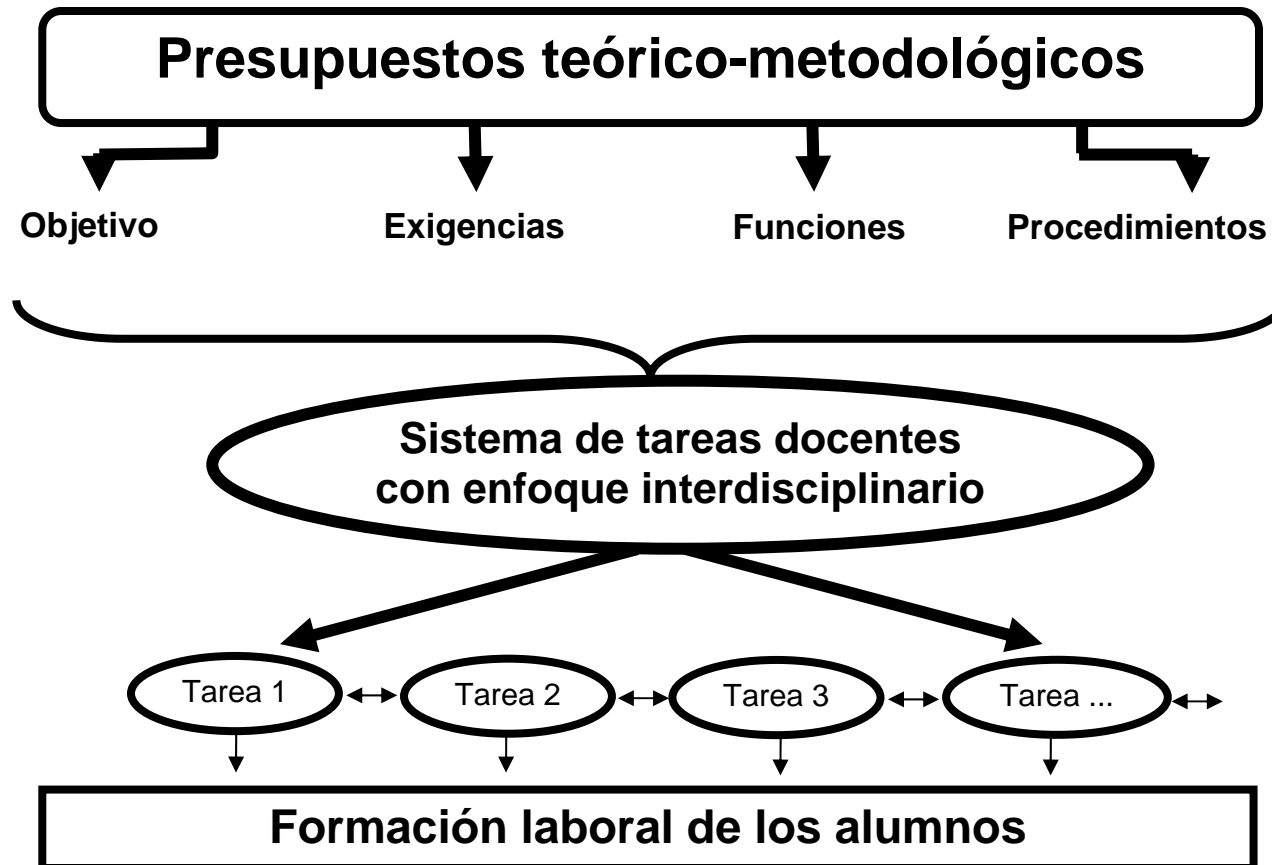 Presupuestos teórico-metodológicos
Objetivo Exigencias Funciones Procedimientos
Sistema de tareas docentes
con enfoque interdisciplinario
Tarea 1 Tarea 2 Tarea 3 Tarea ...
Formación laboral de los alumnos